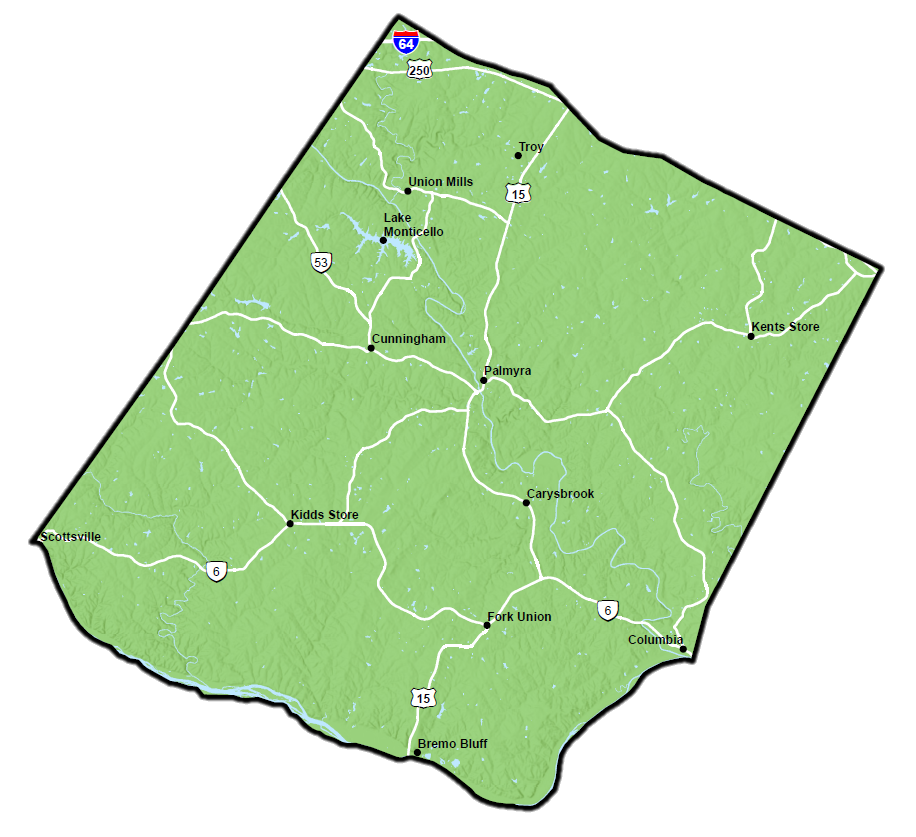 64
250
Troy
Union Mills
15
Lake
Monticello
53
Kents Store
Cunningham
Palmyra
Carysbrook
Kidds Store
Scottsville
6
6
Fork Union
Columbia
15
Bremo Bluff